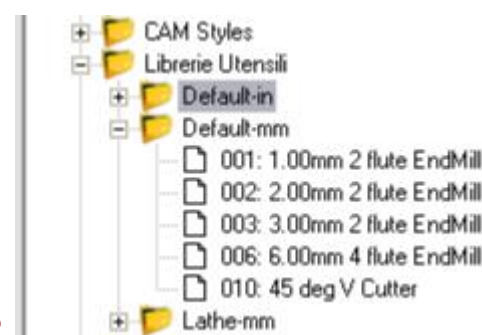 CAM Styles
Librerie Utensili
Default-in
Default-mm
001: 1.00mm 2 flute EndMill
002: 2.00mm 2 flute EndMill
003: 3.00mm 2 flute EndMill
006: 6.00mm 4 flute EndMill
010: 45 deg V Cutter
Lathe-mm